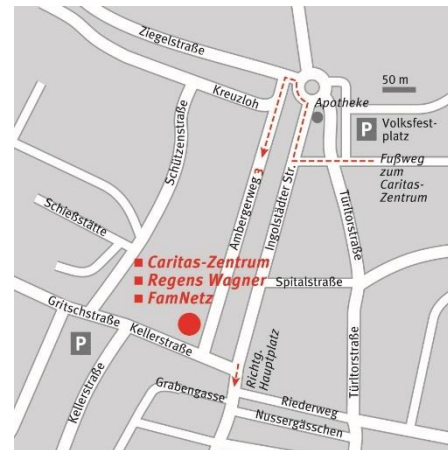 Ziegelstraße
50 m
Kreuzloh
Apotheke
P
Volksfest-
platz
Fußweg
zum
Caritas-
Zentrum
Schützenstraße
Ambergerweg 3
Ingolstädter Str.
Türltorstraße
Schießstätte
Caritas-Zentrum
Regens Wagner
FamNetz
Spitalstraße
Gritschstraße
Kellerstraße
P
Kellerstraße
Richtg.
Hauptplatz
Türltorstraße
Grabengasse
Riederweg
Nussergässchen